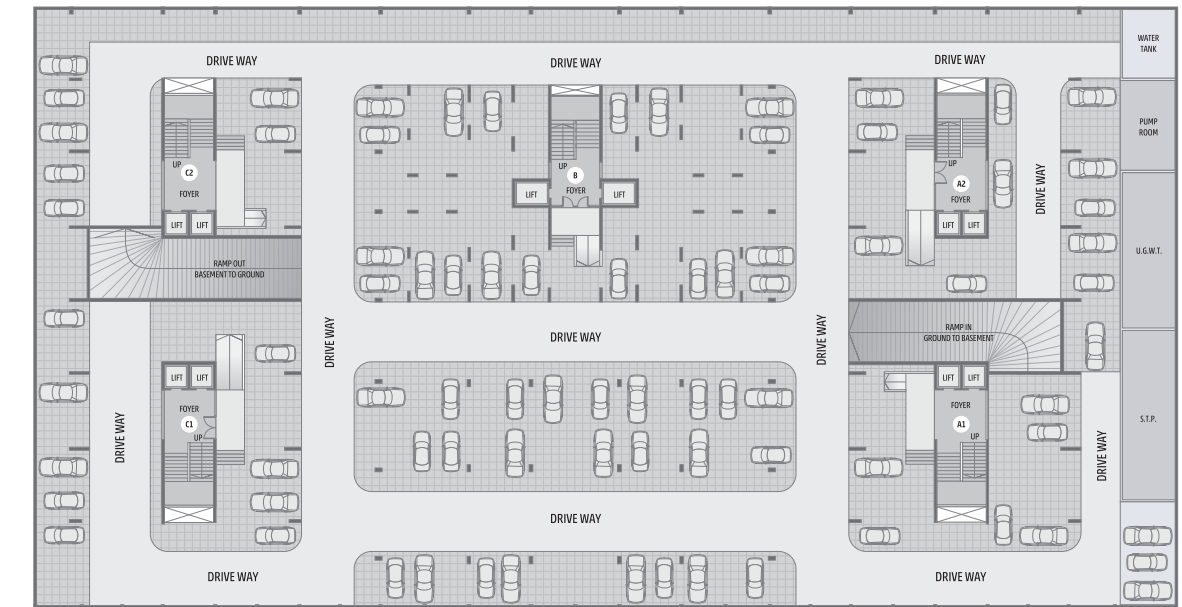 DRIVE WAY
DRIVE WAY
DRIVE WAY
WATER
TANK
PUMP
ROOM
UP
C2
FOYER
LIFT
LIFT
UP
B
FOYER
LIFT
LIFT
UP
A2
FOYER
LIFT
LIFT
DRIVE WAY
U.G.W.T.
RAMP OUT
BASEMENT TO GROUND
DRIVE WAY
DRIVE WAY
DRIVE WAY
RAMP IN
GROUND TO BASEMENT
LIFT
LIFT
FOYER
C1
UP
DRIVE WAY
LIFT
LIFT
FOYER
A1
UP
DRIVE WAY
S.T.P.
DRIVE WAY
DRIVE WAY
DRIVE WAY